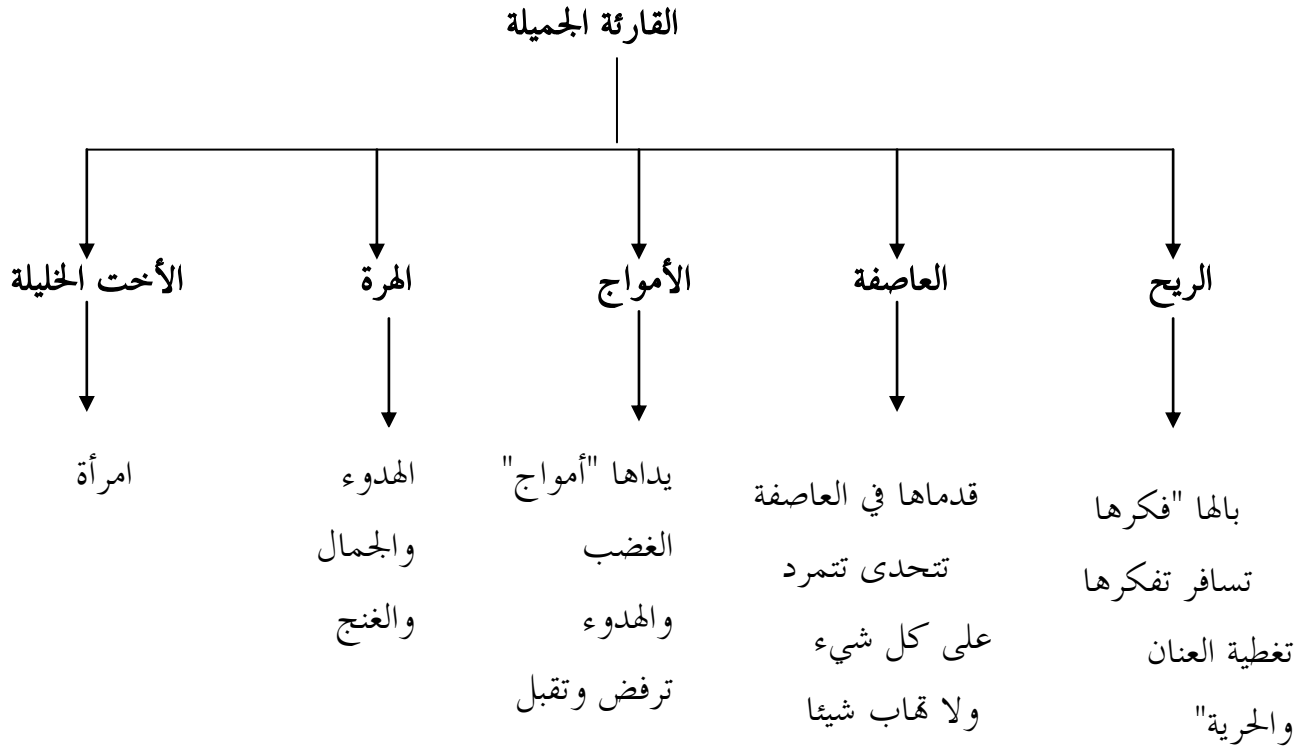 القارئة الجميلة
الريح
العاصفة
الأمواج
الهرة
الأخت الخليلة
بالها "فكرها
تسافر تفكرها
تغطية العنان
والحرية"
قدماها في العاصفة
تتحدى تتمرد
على كل شيء
ولا تهاب شيئا
يداها "أمواج"
الغضب
والهدوء
ترفض وتقبل
الهدوء
والجمال
والغنج
امرأة